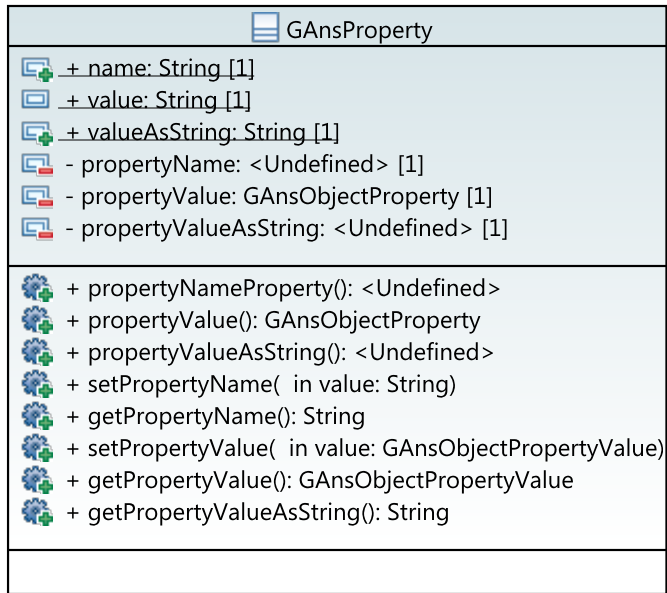 GAnsProperty
+ name: String [1]
+ value: String [1]
+ valueAsString: String [1]
- propertyName: <Undefined> [1]
- propertyValue: GAnsObjectProperty [1]
- propertyValueAsString: <Undefined> [1]
+ propertyNameProperty(): <Undefined>
+ propertyValue(): GAnsObjectProperty
+ propertyValueAsString(): <Undefined>
+ setPropertyName(  in value: String)
+ getPropertyName(): String
+ setPropertyValue(  in value: GAnsObjectPropertyValue)
+ getPropertyValue(): GAnsObjectPropertyValue
+ getPropertyValueAsString(): String